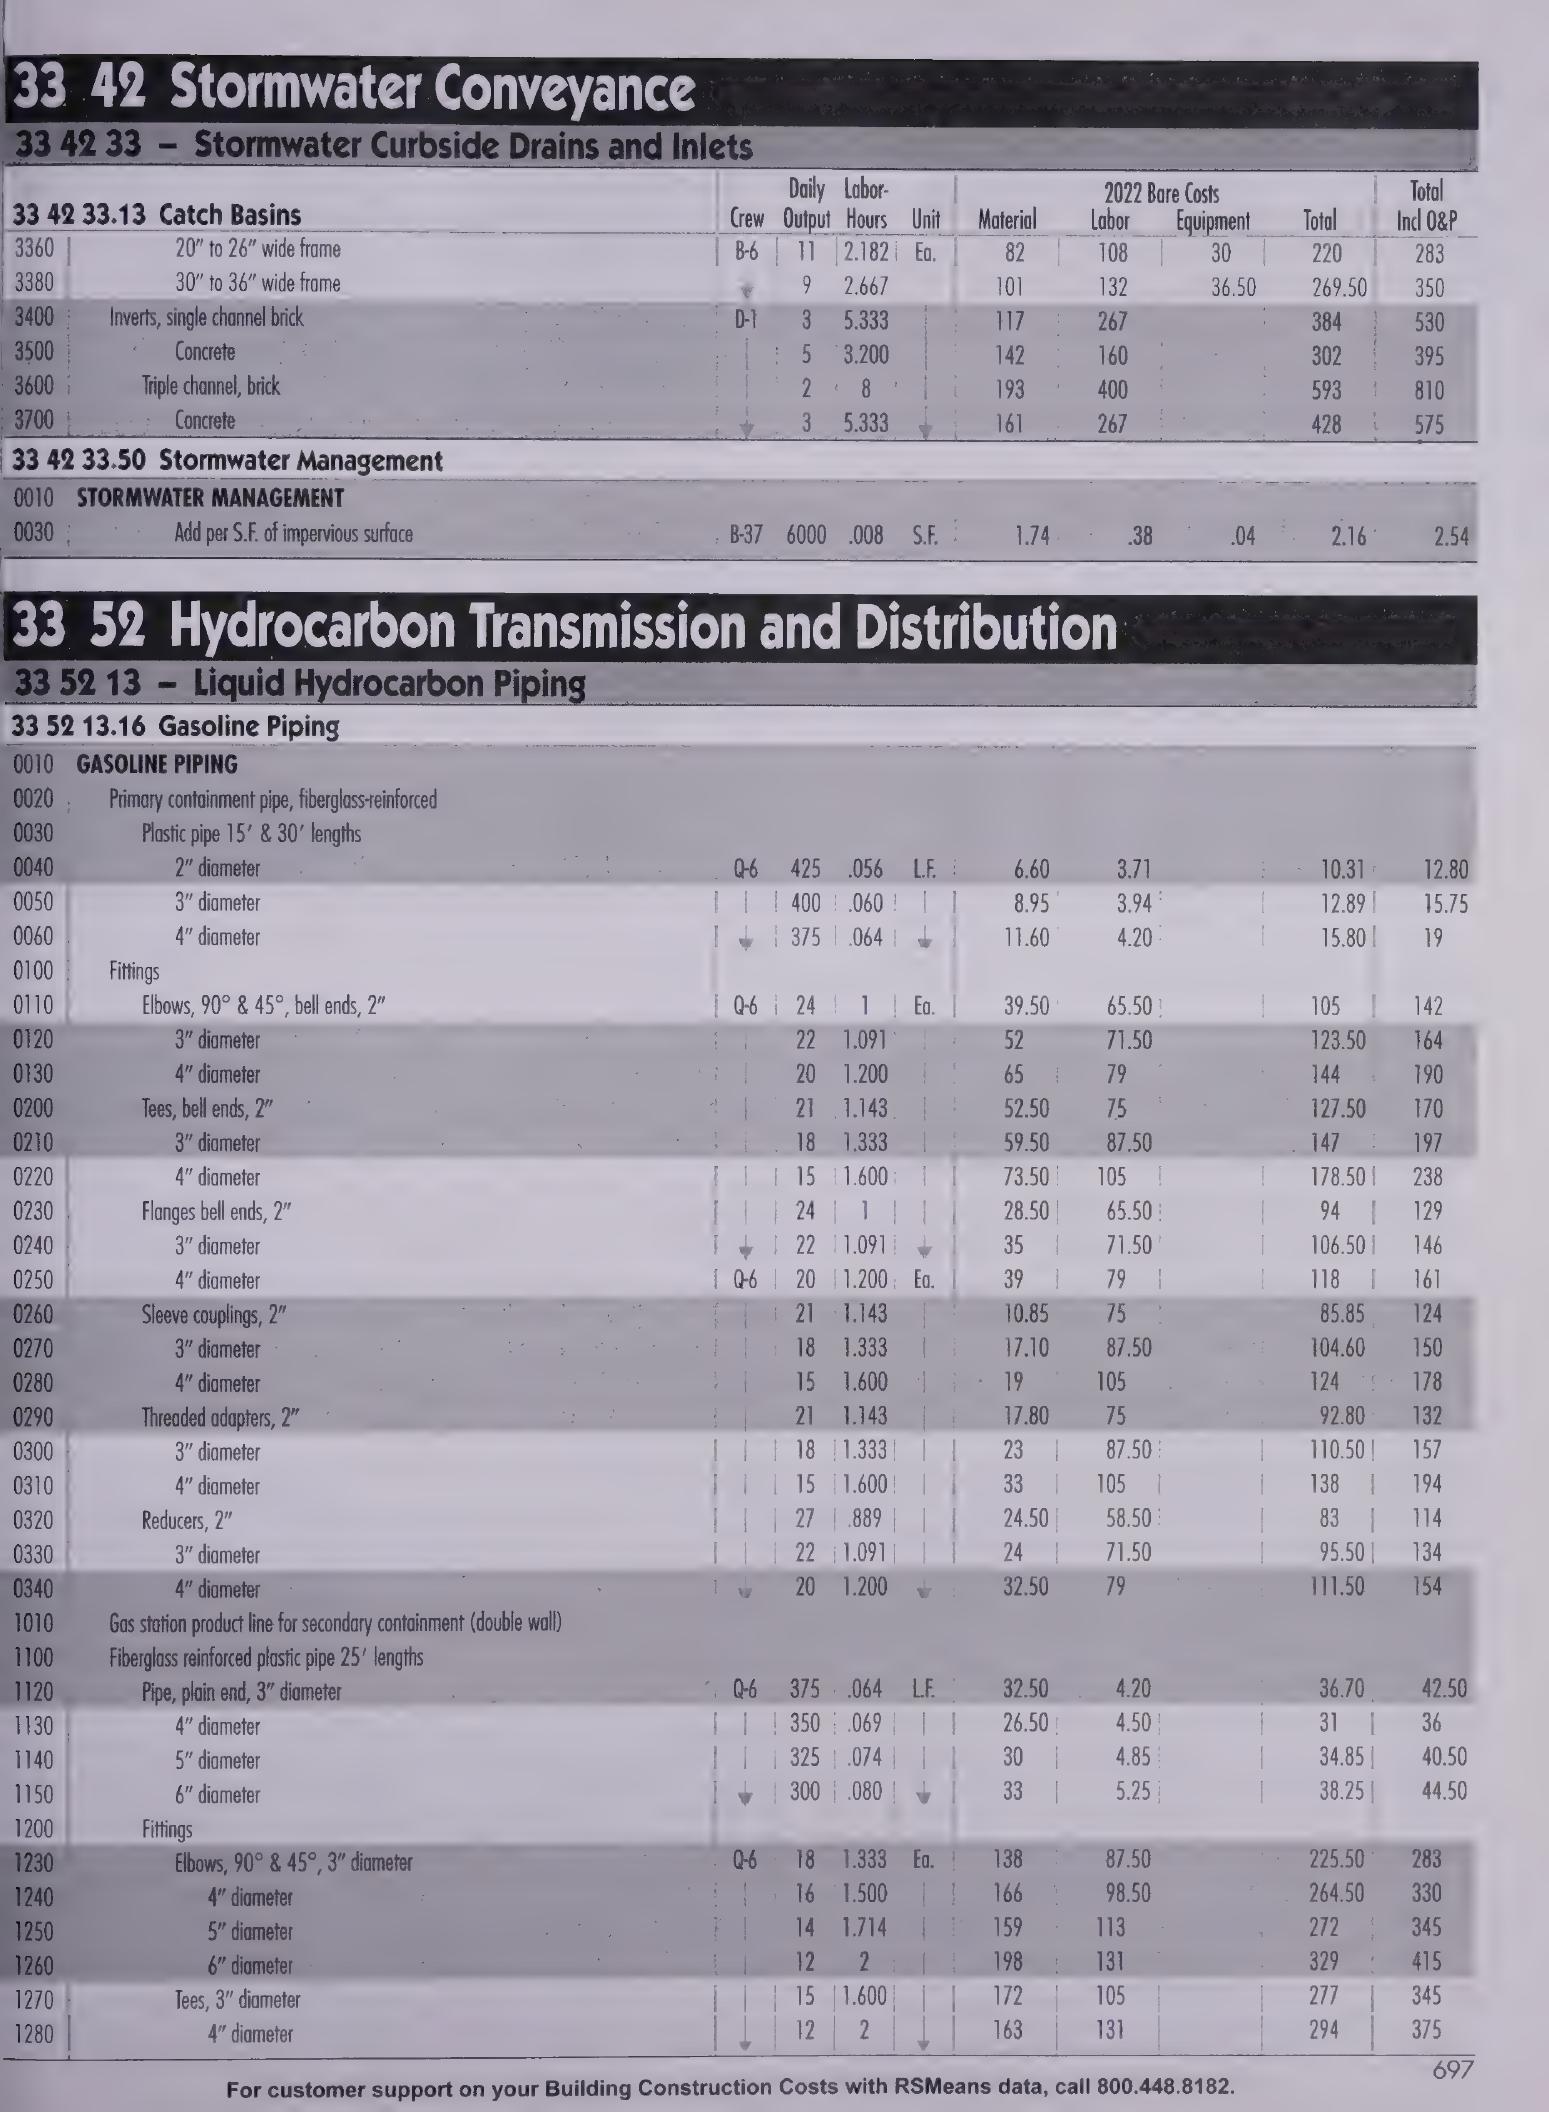 33 42 Stormwater Conveyance
33 42 33 – Stormwater Curbside Drains and Inlets
Daily Labor- 2022 Bare Costs Total
33 42 33.13 Catch Basins Crew Output Hours Unit Material Labor Equipment Total Incl O&P
3360 20" to 26" wide frame B-6 11 2.182 Ea. 82 108 30 220 283
3380 30" to 36" wide frame 9 2.667 101 132 36.50 269.50 350
3400 Inverts, single channel brick D-1 3 5.333 117 267 384 530
3500 Concrete 5 3.200 142 160 302 395
3600 Triple channel, brick 2 8 193 400 593 810
3700 Concrete 3 5.333 161 267 428 575
33 42 33.50 Stormwater Management
0010 STORMWATER MANAGEMENT
0030 Add per S.F. of impervious surface B-37 6000 .008 S.F. 1.74 .38 .04 2.16 2.54
33 52 Hydrocarbon Transmission and Distribution
33 52 13 – Liquid Hydrocarbon Piping
33 52 13.16 Gasoline Piping
0010 GASOLINE PIPING
0020 Primary containment pipe, fiberglass-reinforced
0030 Plastic pipe 15' & 30' lengths
0040 2" diameter Q-6 425 .056 L.F. 6.60 3.71 10.31 12.80
0050 3" diameter 400 .060 8.95 3.94 12.89 15.75
0060 4" diameter 375 .064 11.60 4.20 15.80 19
0100 Fittings
0110 Elbows, 90° & 45°, bell ends, 2" Q-6 24 1 Ea. 39.50 65.50 105 142
0120 3" diameter 22 1.091 52 71.50 123.50 164
0130 4" diameter 20 1.200 65 79 144 190
0200 Tees, bell ends, 2" 21 1.143 52.50 75 127.50 170
0210 3" diameter 18 1.333 59.50 87.50 147 197
0220 4" diameter 15 1.600 73.50 105 178.50 238
0230 Flanges bell ends, 2" 24 1 28.50 65.50 94 129
0240 3" diameter 22 1.091 35 71.50 106.50 146
0250 4" diameter Q-6 20 1.200 Ea. 39 79 118 161
0260 Sleeve couplings, 2" 21 1.143 10.85 75 85.85 124
0270 3" diameter 18 1.333 17.10 87.50 104.60 150
0280 4" diameter 15 1.600 19 105 124 178
0290 Threaded adapters, 2" 21 1.143 17.80 75 92.80 132
0300 3" diameter 18 1.333 23 87.50 110.50 157
0310 4" diameter 15 1.600 33 105 138 194
0320 Reducers, 2" 27 .889 24.50 58.50 83 114
0330 3" diameter 22 1.091 24 71.50 95.50 134
0340 4" diameter 20 1.200 32.50 79 111.50 154
1010 Gas station product line for secondary containment (double wall)
1100 Fiberglass reinforced plastic pipe 25' lengths
1120 Pipe, plain end, 3" diameter Q-6 375 .064 L.F. 32.50 4.20 36.70 42.50
1130 4" diameter 350 .069 26.50 4.50 31 36
1140 5" diameter 325 .074 30 4.85 34.85 40.50
1150 6" diameter 300 .080 33 5.25 38.25 44.50
1200 Fittings
1230 Elbows, 90° & 45°, 3" diameter Q-6 18 1.333 Ea. 138 87.50 225.50 283
1240 4" diameter 16 1.500 166 98.50 264.50 330
1250 5" diameter 14 1.714 159 113 272 345
1260 6" diameter 12 2 198 131 329 415
1270 Tees, 3" diameter 15 1.600 172 105 277 345
1280 4" diameter 12 2 163 131 294 375
697
For customer support on your Building Construction Costs with RSMeans data, call 800.448.8182.